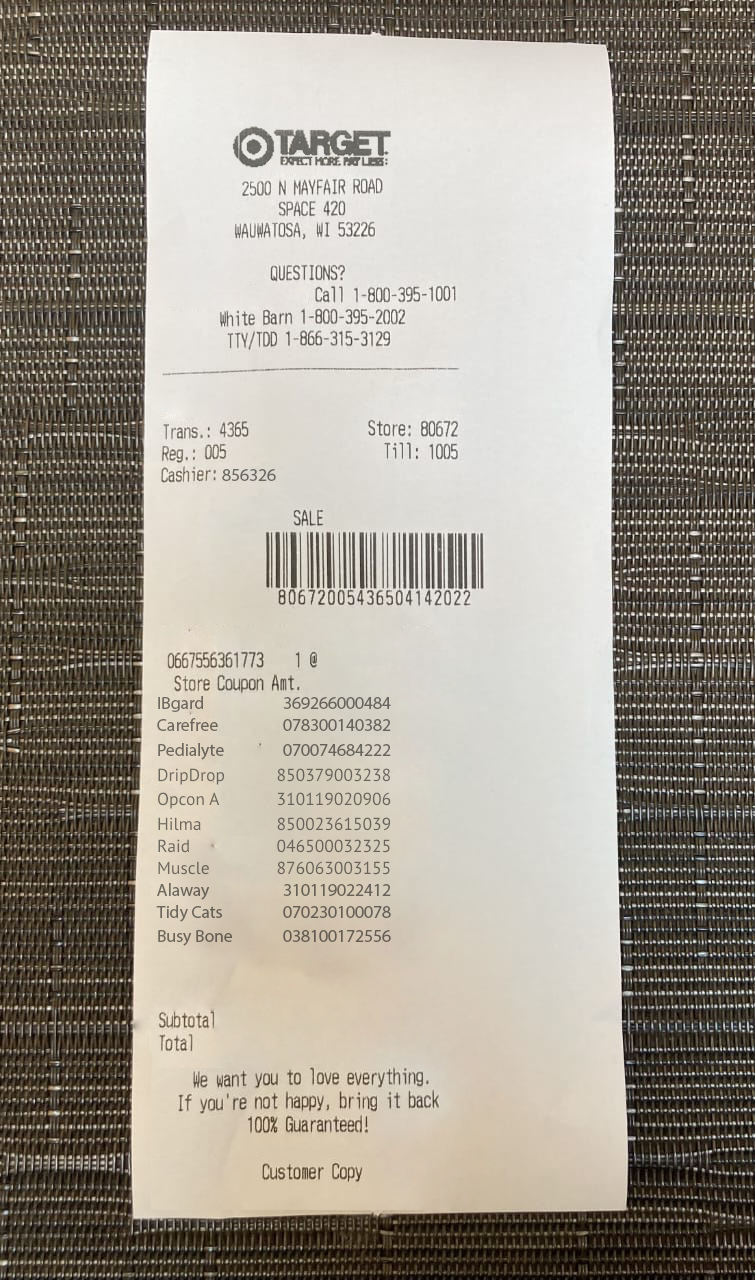 TARGET
EXPECT MORE. PAY LESS:
2500 N MAYFAIR ROAD
SPACE 420
WAUWATOSA, WI 53226
QUESTIONS?
Call 1-800-395-1001
White Barn 1-800-395-2002
TTY/TDD 1-866-315-3129
Trans.: 4365 Store: 80672
Reg.: 005 Till: 1005
Cashier: 856326
SALE
80672005436504142022
0667556361773 1 @
Store Coupon Amt.
IBgard 369266000484
Carefree 078300140382
Pedialyte 070074684222
DripDrop 850379003238
Opcon A 310119020906
Hilma 850023615039
Raid 046500032325
Muscle 876063003155
Alaway 310119022412
Tidy Cats 070230100078
Busy Bone 038100172556
Subtotal
Total
We want you to love everything.
If you're not happy, bring it back
100% Guaranteed!
Customer Copy